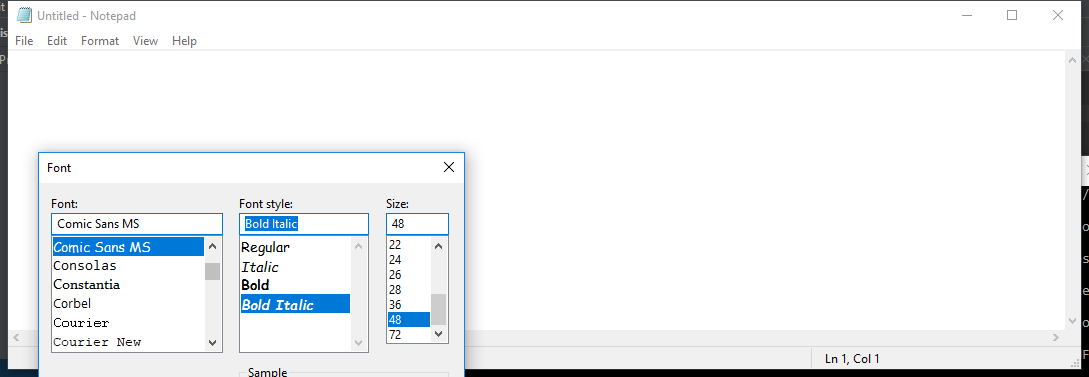 Untitled - Notepad
File Edit Format View Help
Font
Font: Font style: Size:
Comic Sans MS Bold Italic 48
Comic Sans MS Regular 22
Consolas Italic 24
Constantia Bold 26
Corbel Bold Italic 28
Courier 36
Courier New 48
72
Sample
Ln 1, Col 1